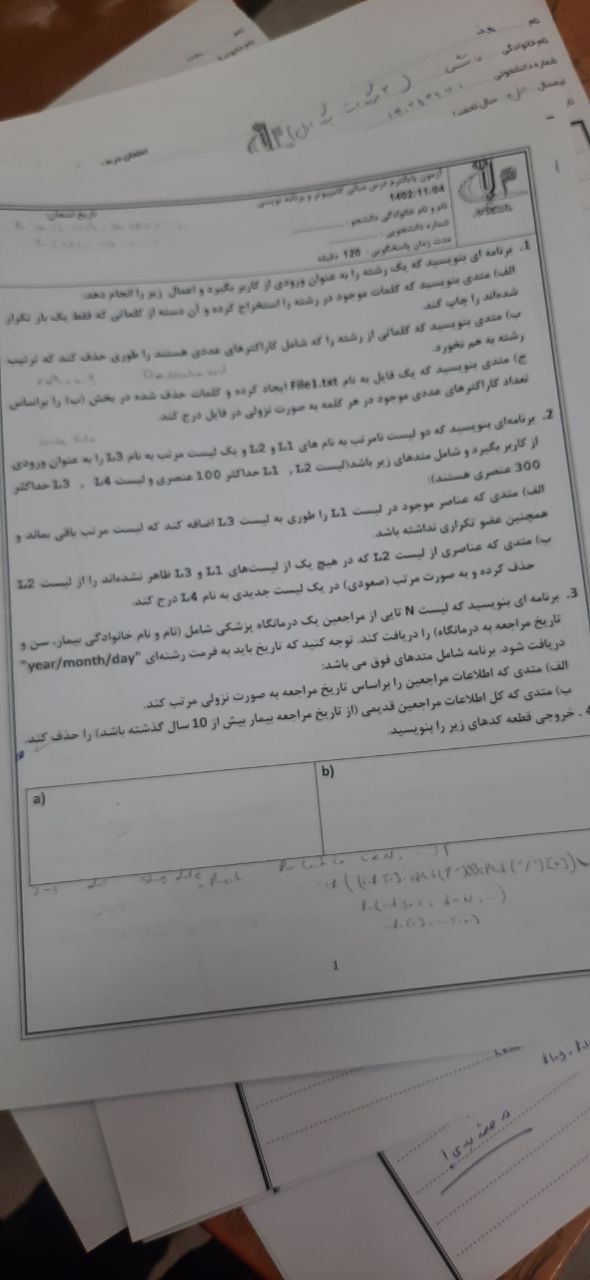 نام
نام خانوادگی
شماره دانشجویی
نیمسال
سال تحصیلی
امتحان درس
آزمون پایانترم درس مبانی کامپیوتر و برنامه نویسی
1402/11/04
نام و نام خانوادگی دانشجو:
شماره دانشجویی:
مدت زمان پاسخگویی: 120 دقیقه
تاریخ امتحان:
1. برنامه ای بنویسید که یک رشته را به عنوان ورودی از کاربر بگیرد و اعمال زیر را انجام دهد:
الف) متدی بنویسید که کلمات موجود در رشته را استخراج کرده و آن دسته از کلماتی که فقط یک بار تکرار
شده‌اند را چاپ کند.
ب) متدی بنویسید که کلماتی از رشته را که شامل کاراکترهای عددی هستند را طوری حذف کند که ترتیب
رشته به هم نخورد.
ج) متدی بنویسید که یک فایل به نام File1.txt ایجاد کرده و کلمات حذف شده در بخش (ب) را براساس
تعداد کاراکترهای عددی موجود در هر کلمه به صورت نزولی در فایل درج کند.
2. برنامه‌ای بنویسید که دو لیست نامرتب به نام های L1 و L2 و یک لیست مرتب به نام L3 را به عنوان ورودی
از کاربر بگیرد و شامل متدهای زیر باشد(لیست L2 , L1 حداکثر 100 عنصری و لیست L3 , L4 حداکثر
300 عنصری هستند):
الف) متدی که عناصر موجود در لیست L1 را طوری به لیست L3 اضافه کند که لیست مرتب باقی بماند و
همچنین عضو تکراری نداشته باشد.
ب) متدی که عناصری از لیست L2 که در هیچ یک از لیست‌های L1 و L3 ظاهر نشده‌اند را از لیست L2
حذف کرده و به صورت مرتب (صعودی) در یک لیست جدیدی به نام L4 درج کند.
3. برنامه ای بنویسید که لیست N تایی از مراجعین یک درمانگاه پزشکی شامل (نام و نام خانوادگی بیمار، سن و
تاریخ مراجعه به درمانگاه) را دریافت کند. توجه کنید که تاریخ باید به فرمت رشته‌ای "year/month/day"
دریافت شود. برنامه شامل متدهای فوق می باشد:
الف) متدی که اطلاعات مراجعین را براساس تاریخ مراجعه به صورت نزولی مرتب کند.
ب) متدی که کل اطلاعات مراجعین قدیمی (از تاریخ مراجعه بیمار بیش از 10 سال گذشته باشد) را حذف کند.
4. خروجی قطعه کدهای زیر را بنویسید.
a)
b)
1